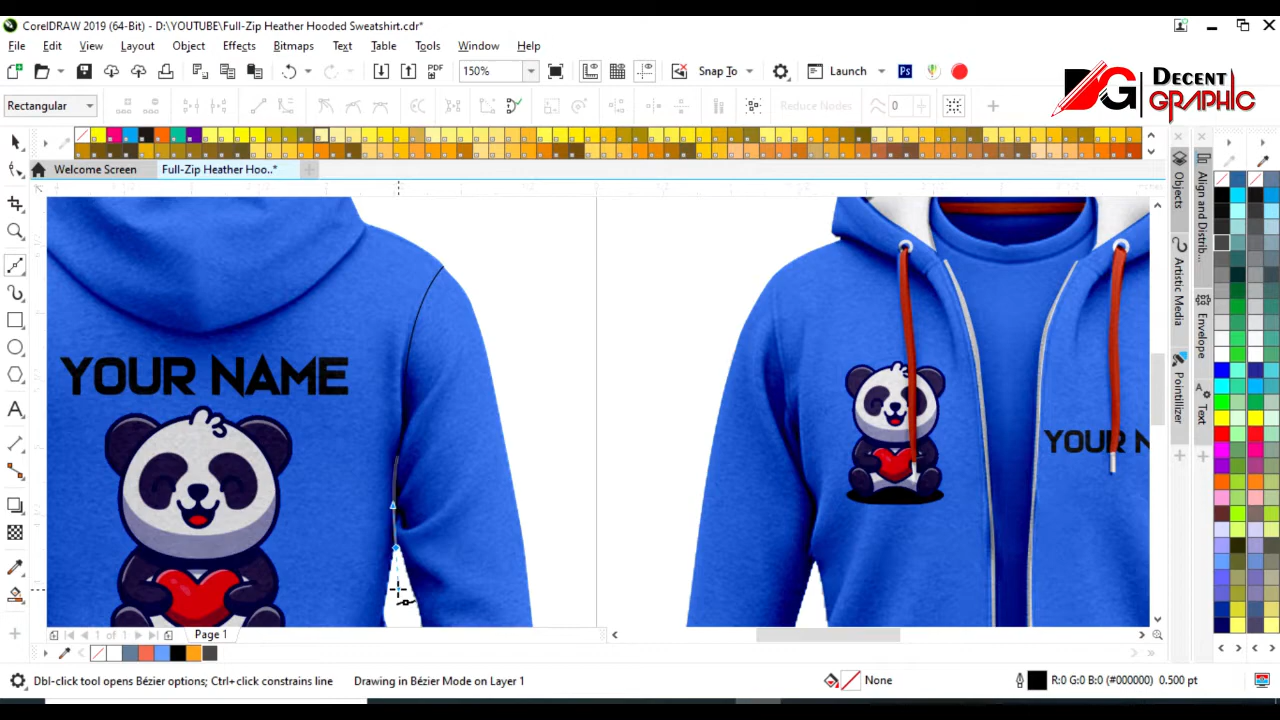 CorelDRAW 2019 (64-Bit) - D:\YOUTUBE\Full-Zip Heather Hooded Sweatshirt.cdr*
File Edit View Layout Object Effects Bitmaps Text Table Tools Window Help
PDF 150% Snap To Launch Ps
DG DECENT GRAPHIC
Rectangular Reduce Nodes 0
Welcome Screen Full-Zip Heather Hoo..*
Objects
Align and Distrib...
Artistic Media
Envelope
Pointillizer
Text
YOUR NAME
YOUR N
1 of 1 Page 1
Dbl-click tool opens Bézier options; Ctrl+click constrains line Drawing in Bézier Mode on Layer 1 None R:0 G:0 B:0 (#000000) 0.500 pt